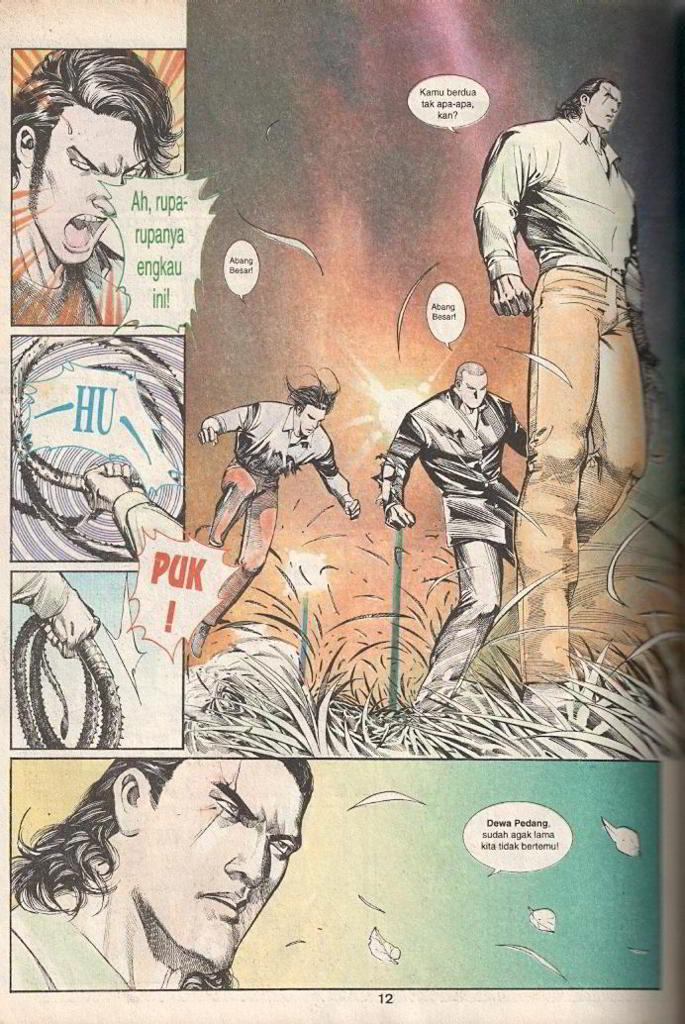 Ah, rupa-
rupanya
engkau
ini!
HU
PUK
!
Kamu berdua
tak apa-apa,
kan?
Abang
Besar!
Abang
Besar!
Dewa Pedang,
sudah agak lama
kita tidak bertemu!
12